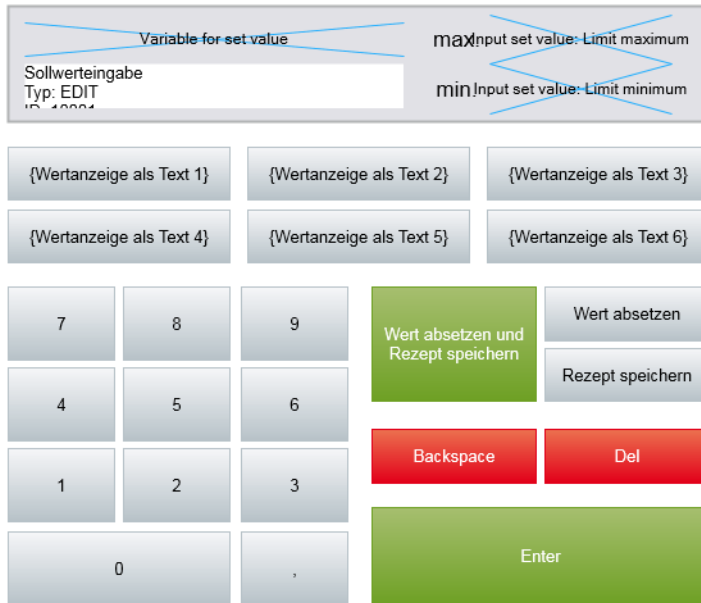 Variable for set value
max. Input set value: Limit maximum
Sollwerteingabe
Typ: EDIT
min. Input set value: Limit minimum
{Wertanzeige als Text 1} {Wertanzeige als Text 2} {Wertanzeige als Text 3}
{Wertanzeige als Text 4} {Wertanzeige als Text 5} {Wertanzeige als Text 6}
7 8 9
Wert absetzen und
Rezept speichern
Wert absetzen
Rezept speichern
4 5 6
Backspace Del
1 2 3
Enter
0 ,